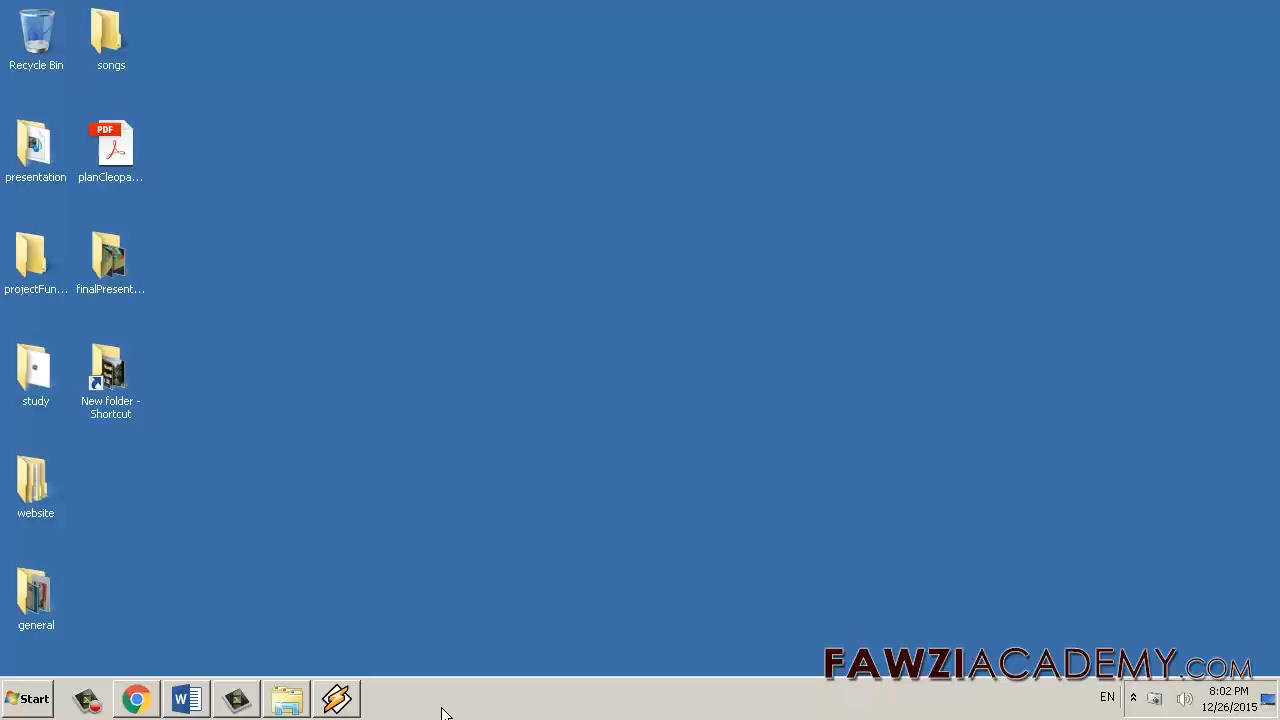 Recycle Bin
songs
presentation
PDF
planCleopa...
projectFun...
finalPresent...
study
New folder -
Shortcut
website
general
FAWZIACADEMY.COM
Start
W
EN
8:02 PM
12/26/2015